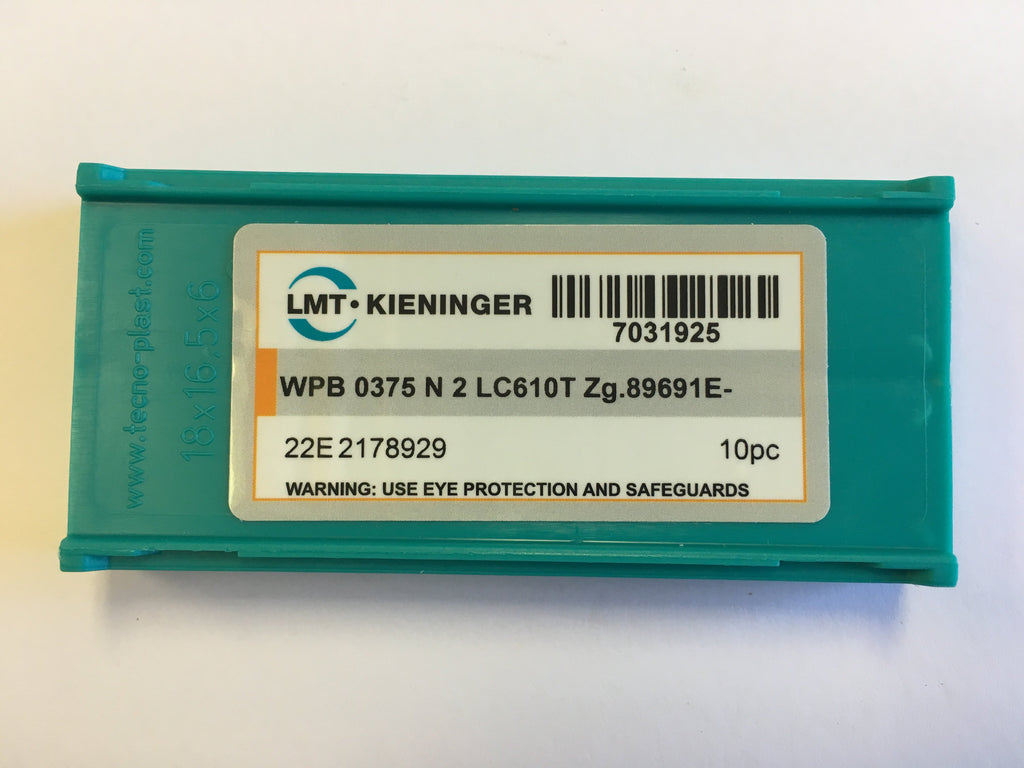 www.tecno-plast.com
18x16,5x6
LMT·KIENINGER
7031925
WPB 0375 N 2 LC610T Zg.89691E-
22E 2178929 10pc
WARNING: USE EYE PROTECTION AND SAFEGUARDS